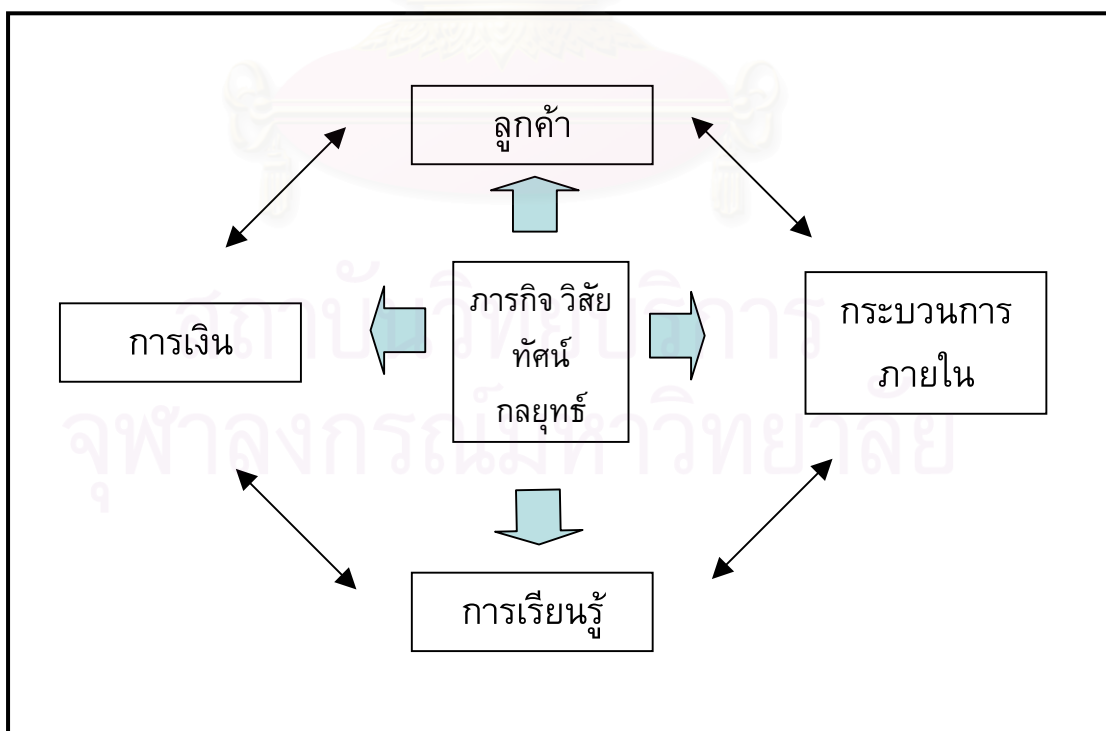 ลูกค้า
ภารกิจ วิสัย
ทัศน์
กลยุทธ์
การเงิน
กระบวนการ
ภายใน
การเรียนรู้
สถาบันวิทยบริการ
จุฬาลงกรณ์มหาวิทยาลัย